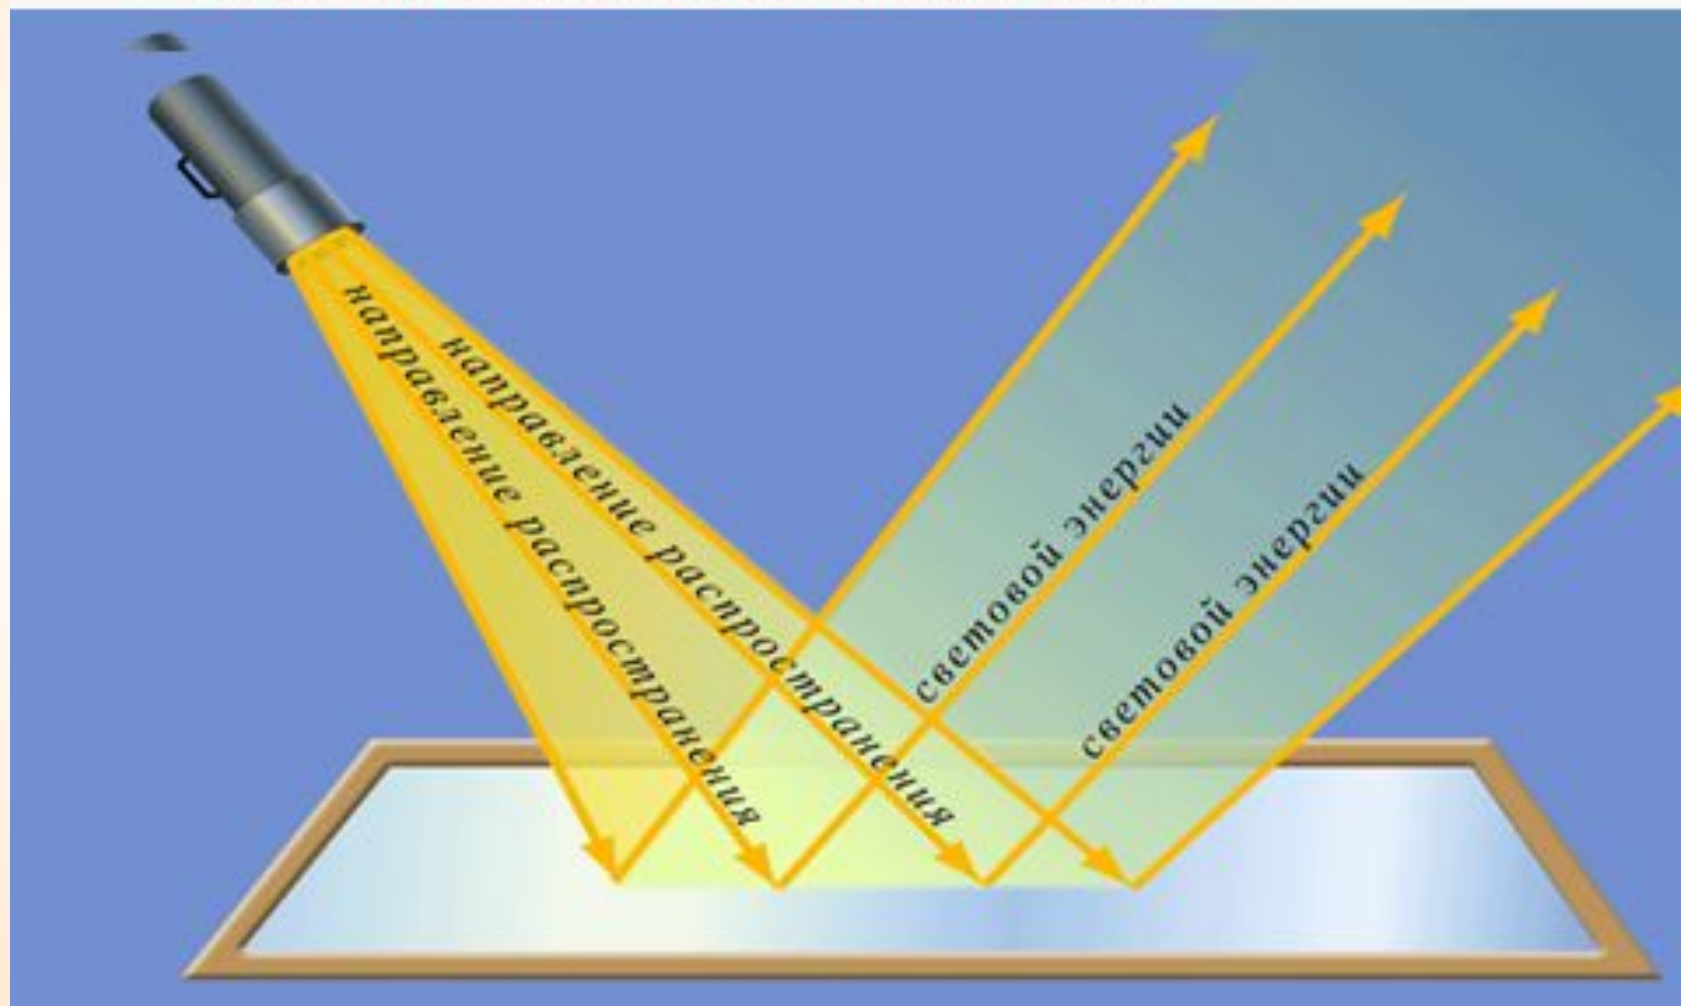 направление распространения
направление распространения
световой энергии
световой энергии